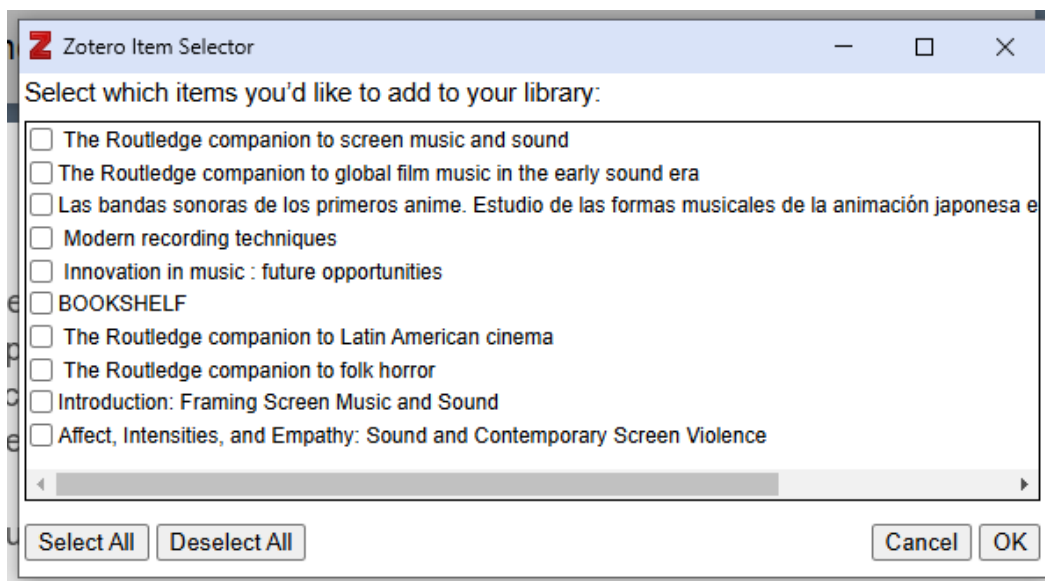 Zotero Item Selector
Select which items you'd like to add to your library:
The Routledge companion to screen music and sound
The Routledge companion to global film music in the early sound era
Las bandas sonoras de los primeros anime. Estudio de las formas musicales de la animación japonesa e
Modern recording techniques
Innovation in music : future opportunities
BOOKSHELF
The Routledge companion to Latin American cinema
The Routledge companion to folk horror
Introduction: Framing Screen Music and Sound
Affect, Intensities, and Empathy: Sound and Contemporary Screen Violence
Select All Deselect All Cancel OK